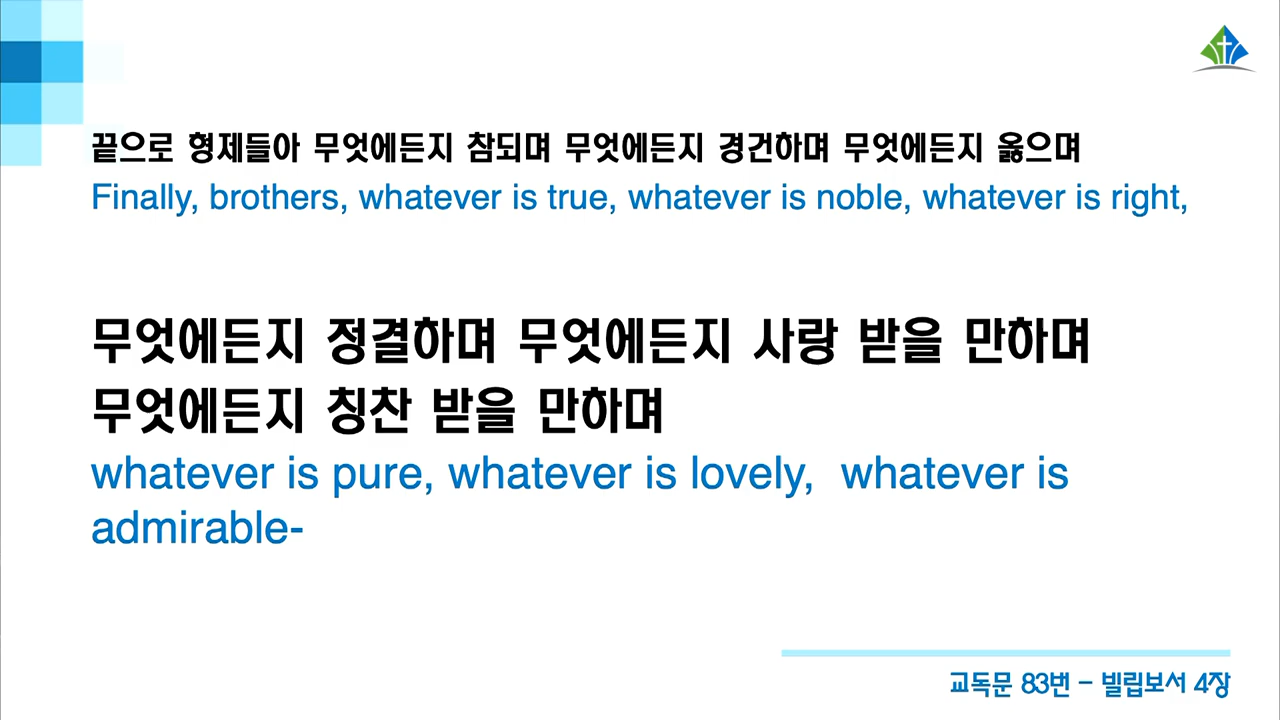 끝으로 형제들아 무엇에든지 참되며 무엇에든지 경건하며 무엇에든지 옳으며
Finally, brothers, whatever is true, whatever is noble, whatever is right,
무엇에든지 정결하며 무엇에든지 사랑 받을 만하며
무엇에든지 칭찬 받을 만하며
whatever is pure, whatever is lovely,  whatever is
admirable-
교독문 83번 - 빌립보서 4장